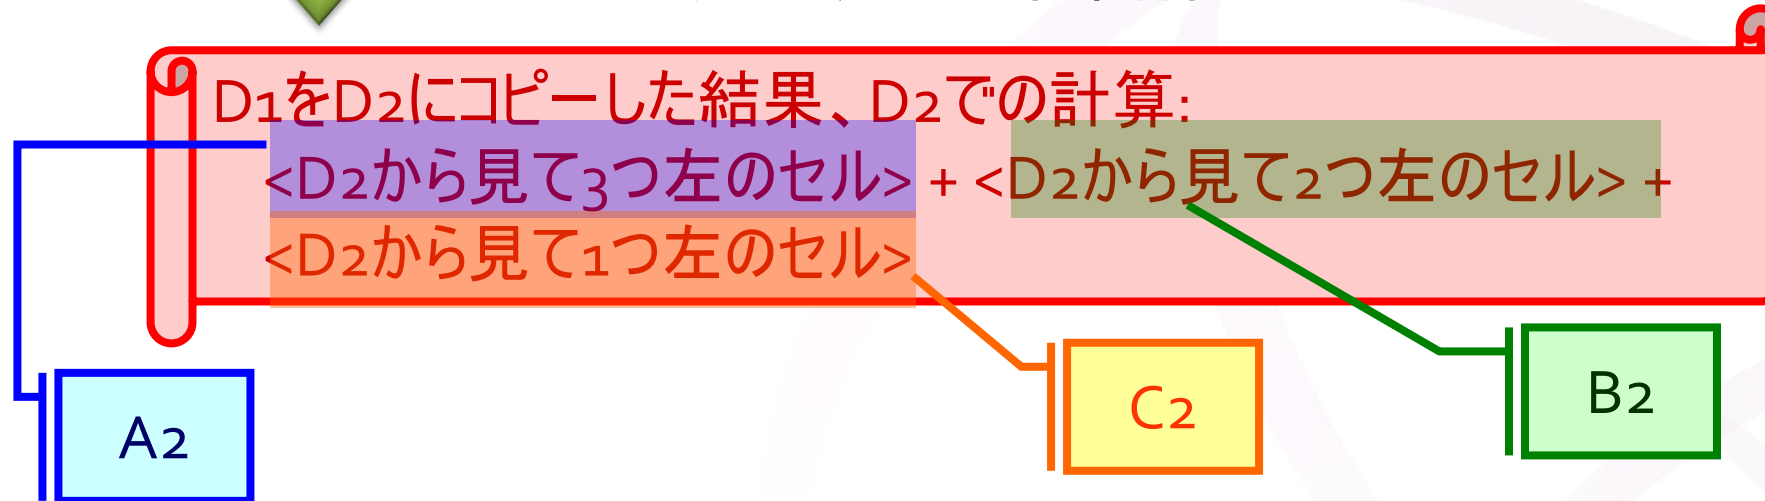 D1をD2にコピーした結果、D2での計算:
<D2から見て3つ左のセル> + <D2から見て2つ左のセル> +
<D2から見て1つ左のセル>
A2
C2
B2